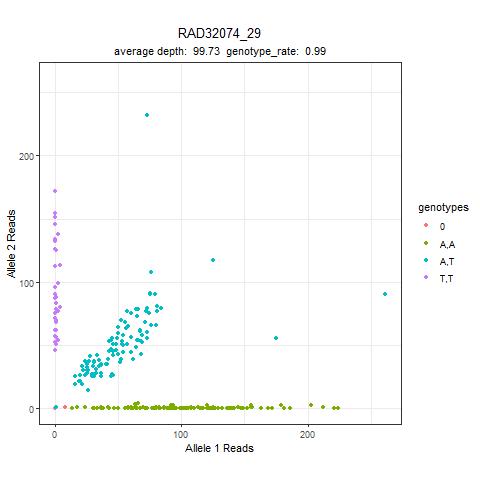 RAD32074_29
average depth:  99.73  genotype_rate:  0.99
Allele 2 Reads
200
100
0
0
100
200
Allele 1 Reads
genotypes
0
A,A
A,T
T,T